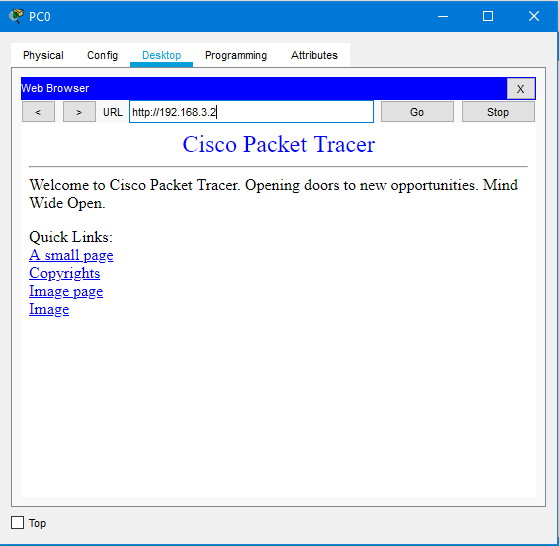 PC0
Physical Config Desktop Programming Attributes
Web Browser X
< > URL http://192.168.3.2 Go Stop
Cisco Packet Tracer
Welcome to Cisco Packet Tracer. Opening doors to new opportunities. Mind
Wide Open.
Quick Links:
A small page
Copyrights
Image page
Image
Top